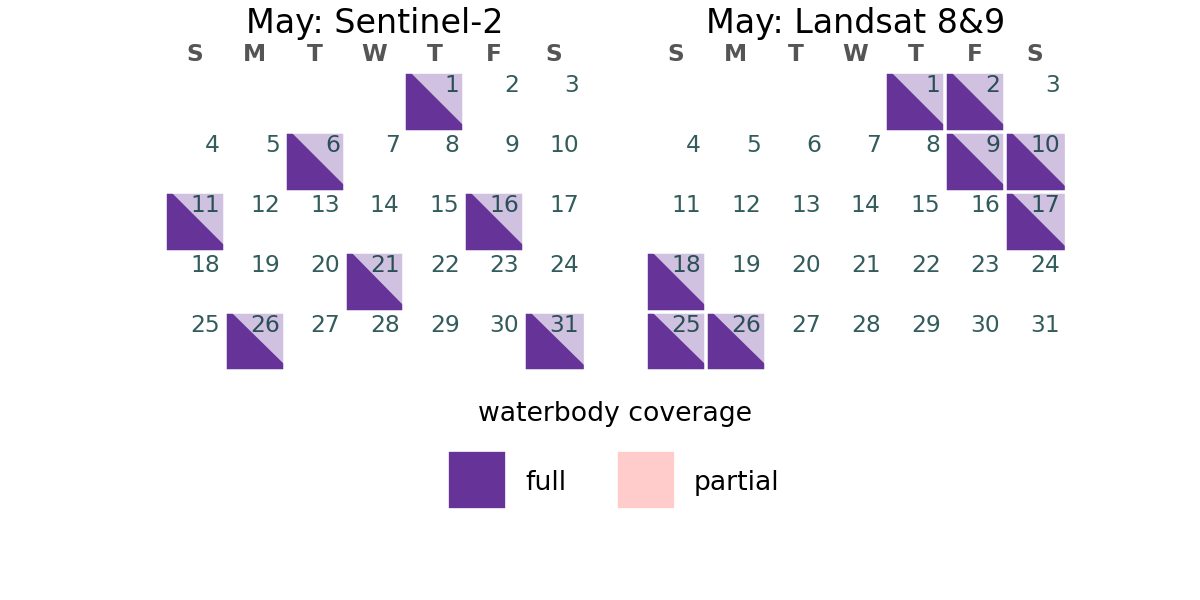 May: Sentinel-2
S M T W T F S
1 2 3
4 5 6 7 8 9 10
11 12 13 14 15 16 17
18 19 20 21 22 23 24
25 26 27 28 29 30 31
May: Landsat 8&9
S M T W T F S
1 2 3
4 5 6 7 8 9 10
11 12 13 14 15 16 17
18 19 20 21 22 23 24
25 26 27 28 29 30 31
waterbody coverage
full partial